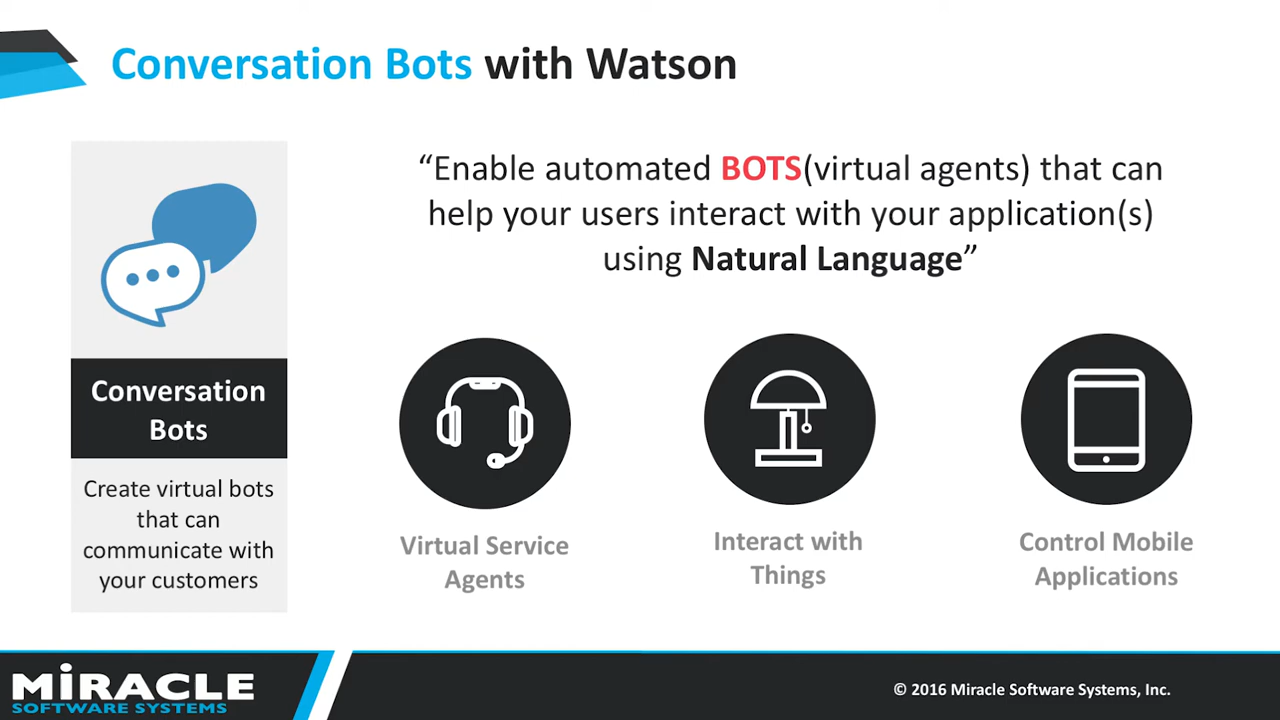 Conversation Bots with Watson
“Enable automated BOTS(virtual agents) that can
help your users interact with your application(s)
using Natural Language”
Conversation
Bots
Create virtual bots
that can
communicate with
your customers
Virtual Service
Agents
Interact with
Things
Control Mobile
Applications
MiRACLE
SOFTWARE SYSTEMS
© 2016 Miracle Software Systems, Inc.